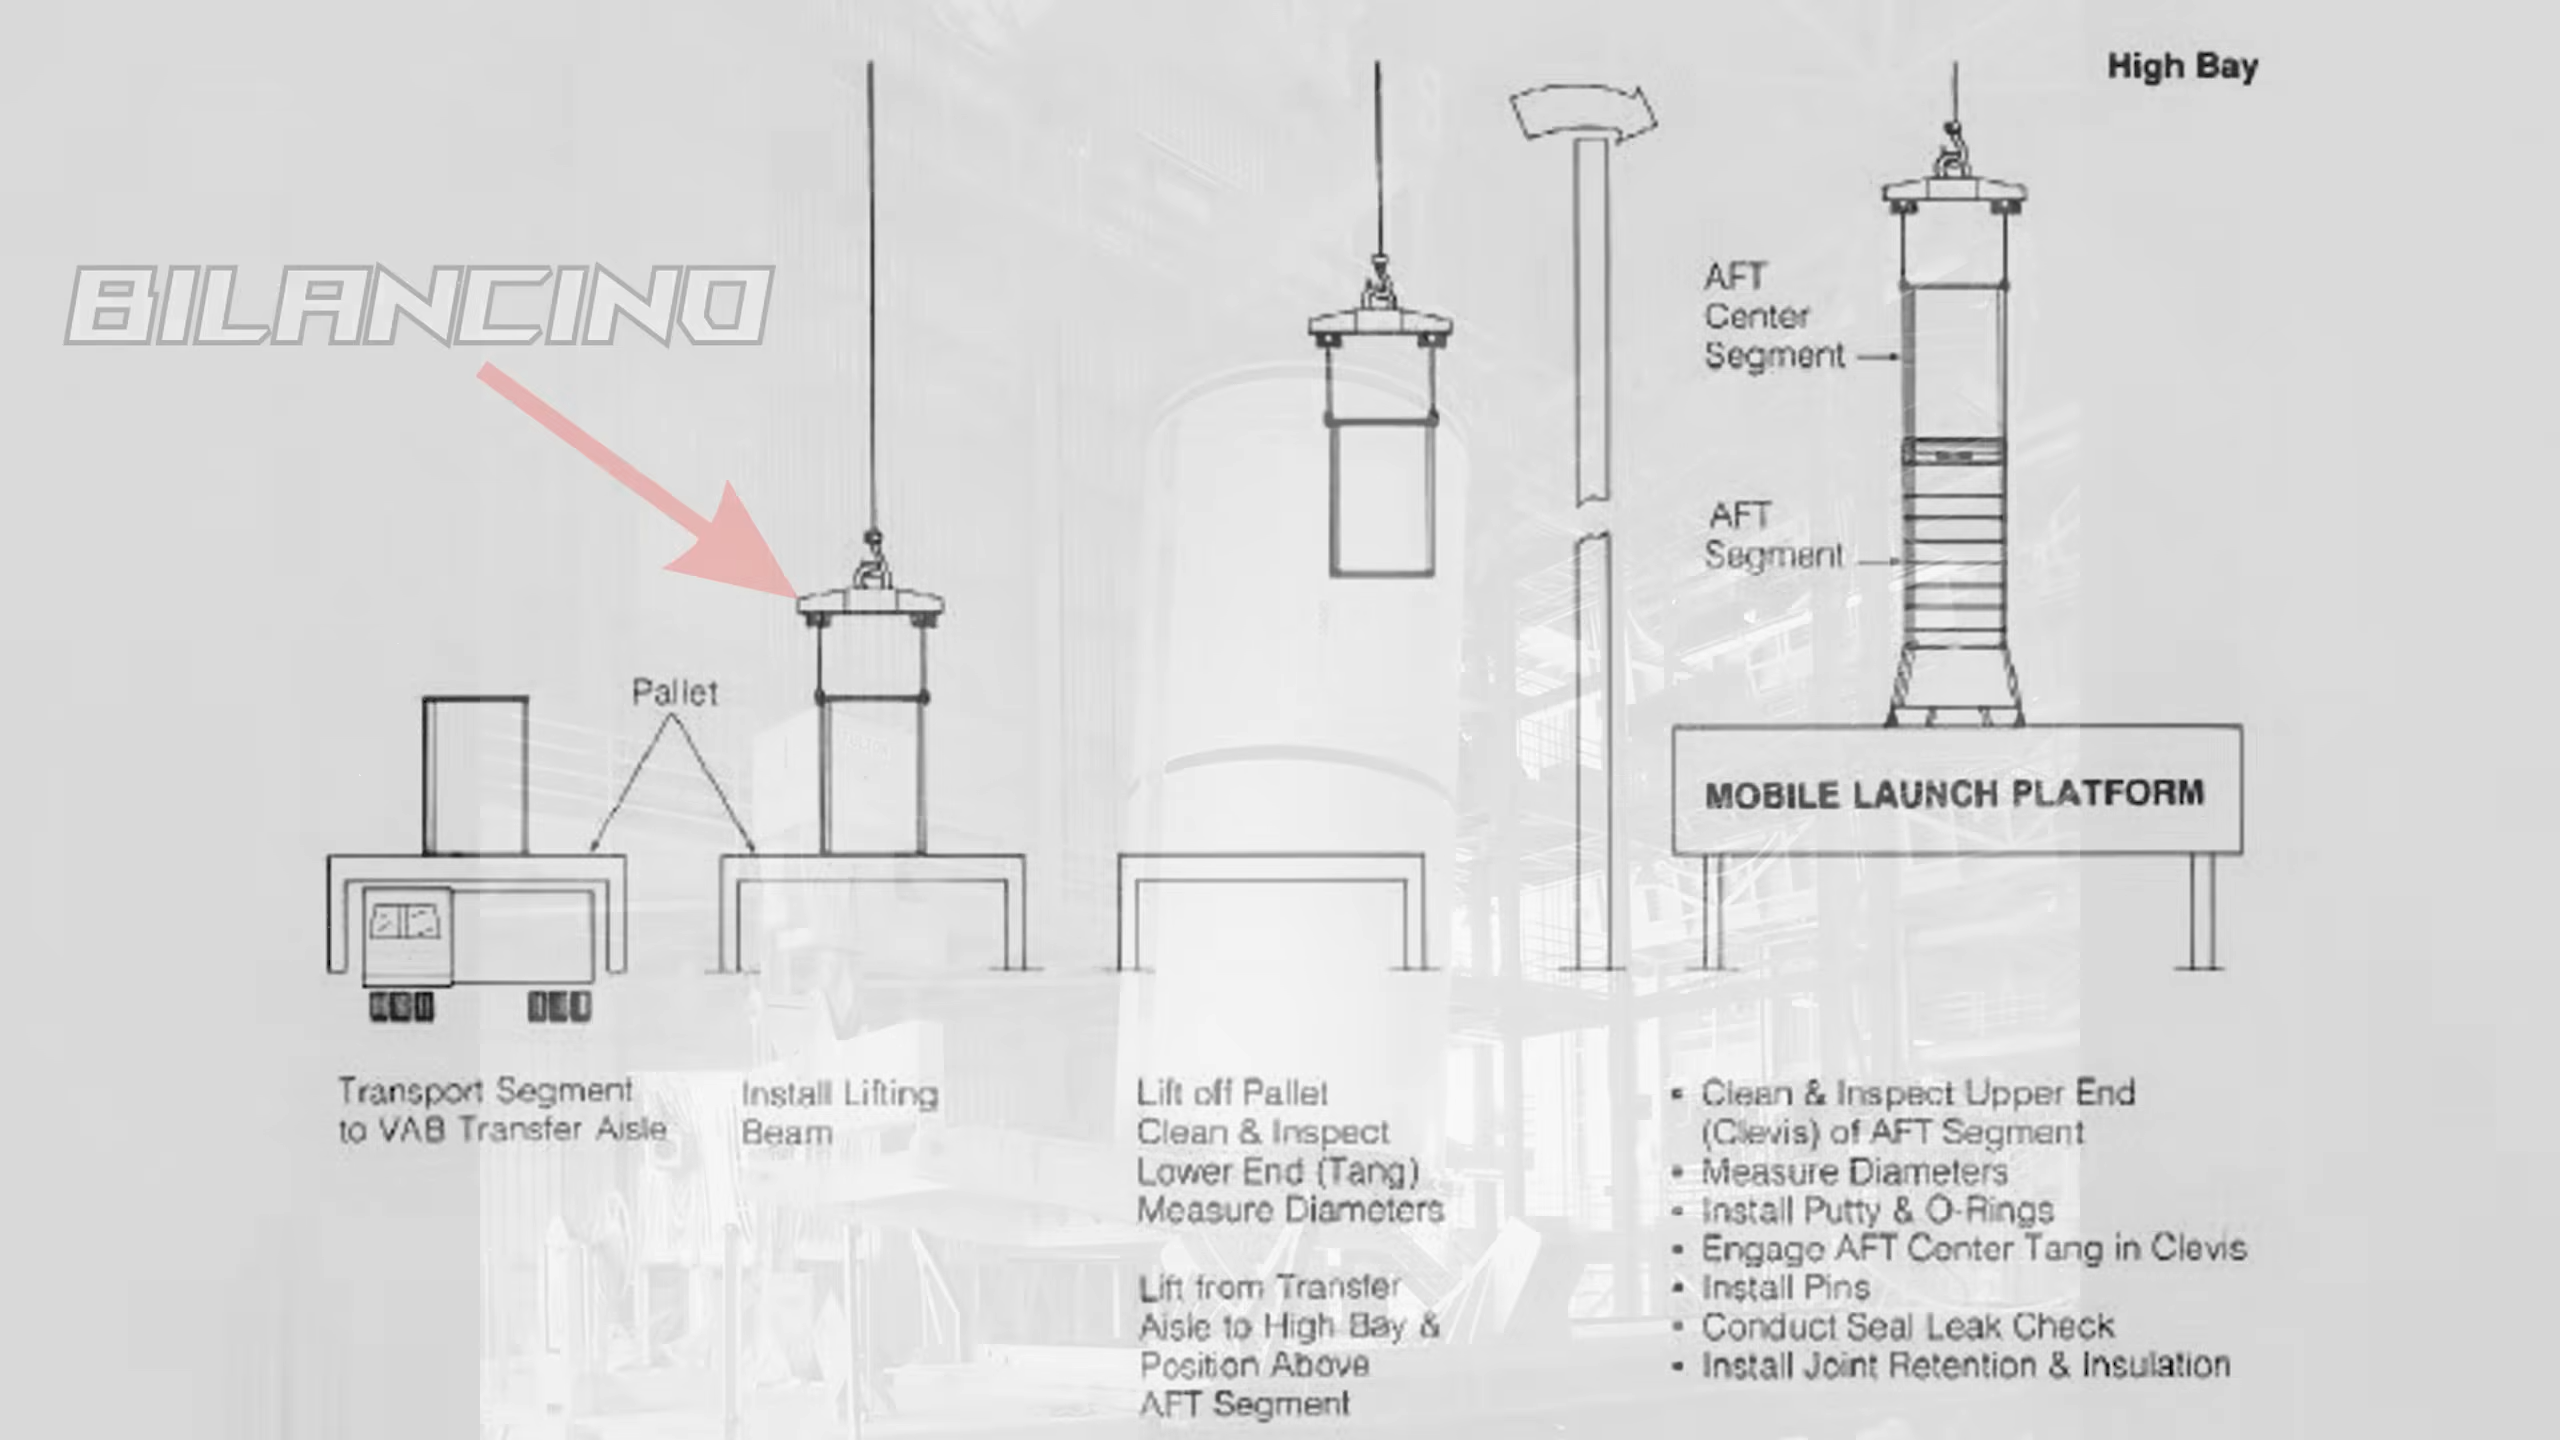 High Bay
BILANCINO
AFT
Center
Segment
AFT
Segment
Pallet
MOBILE LAUNCH PLATFORM
Transport Segment
to VAB Transfer Aisle
Install Lifting
Beam
Lift off Pallet
Clean & Inspect
Lower End (Tang)
Measure Diameters
Lift from Transfer
Aisle to High Bay &
Position Above
AFT Segment
• Clean & Inspect Upper End
(Clevis) of AFT Segment
• Measure Diameters
• Install Putty & O-Rings
• Engage AFT Center Tang in Clevis
• Install Pins
• Conduct Seal Leak Check
• Install Joint Retention & Insulation